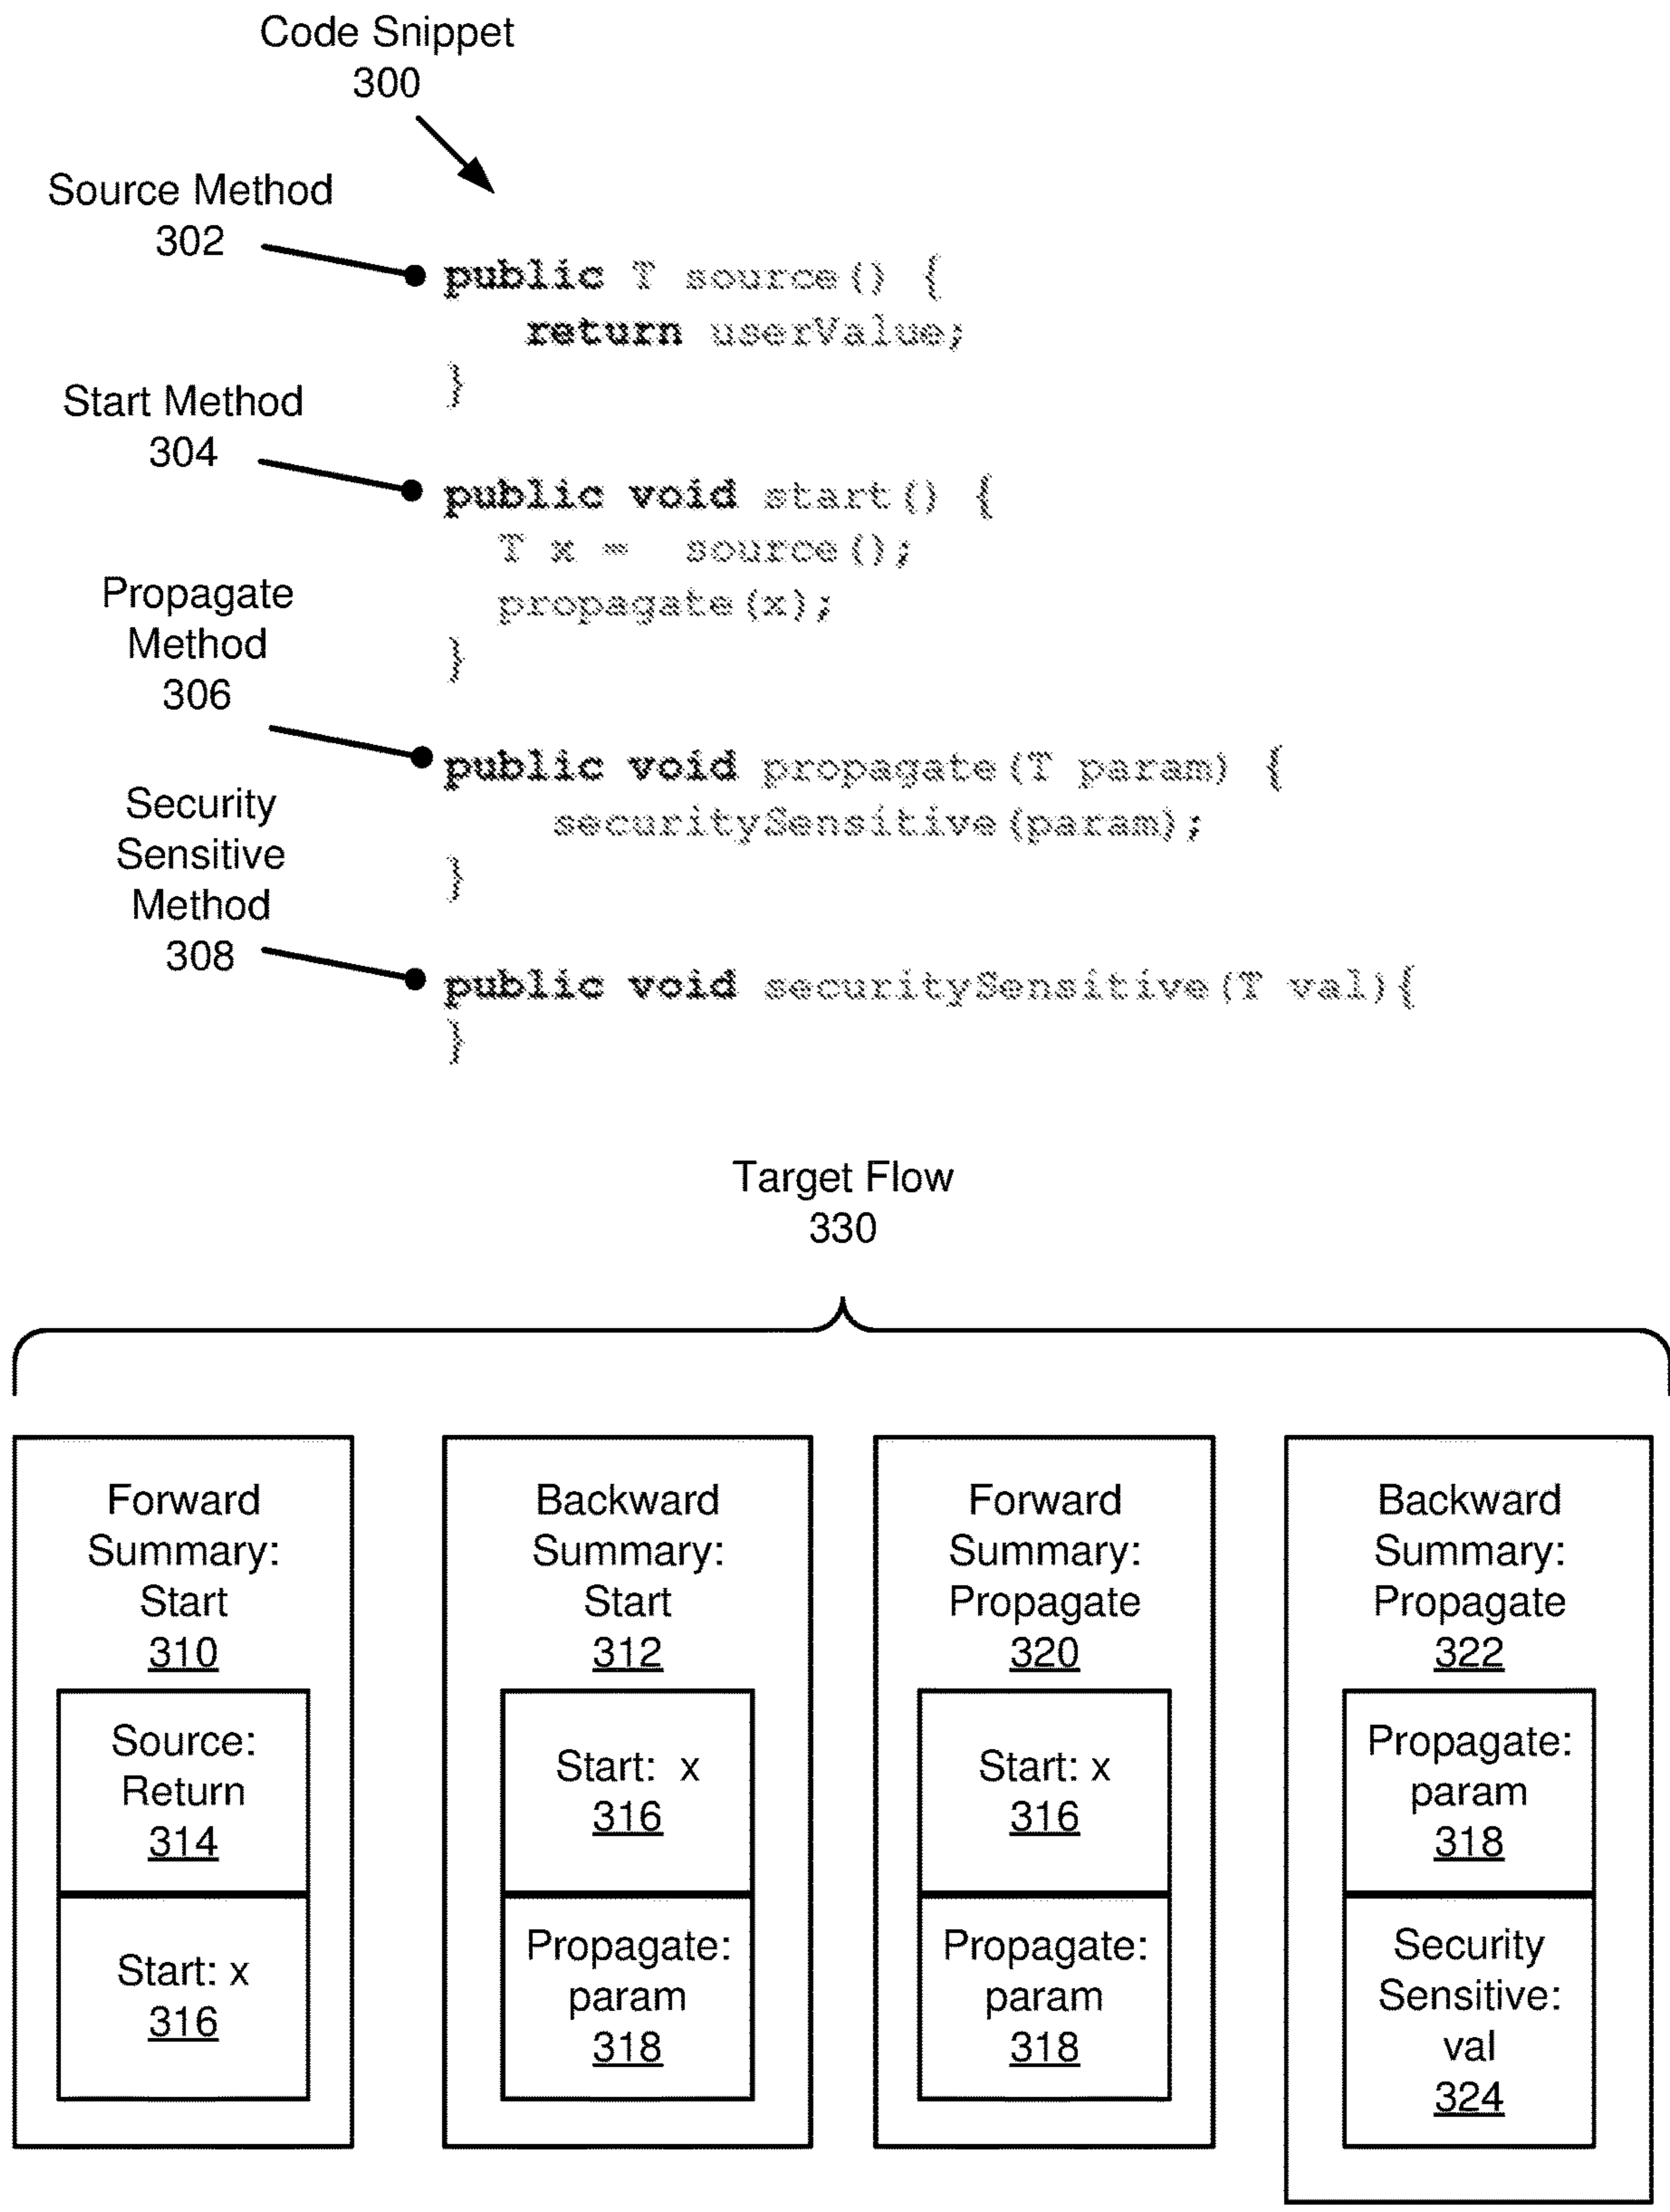 Code Snippet
300
Source Method
302
public T source() {
return userValue;
}
Start Method
304
public void start() {
T x = source();
propagate(x);
}
Propagate
Method
306
public void propagate(T param) {
securitySensitive(param);
}
Security
Sensitive
Method
308
public void securitySensitive(T val){
}
Target Flow
330
Forward
Summary:
Start
310
Source:
Return
314
Start: x
316
Backward
Summary:
Start
312
Start: x
316
Propagate:
param
318
Forward
Summary:
Propagate
320
Start: x
316
Propagate:
param
318
Backward
Summary:
Propagate
322
Propagate:
param
318
Security
Sensitive:
val
324